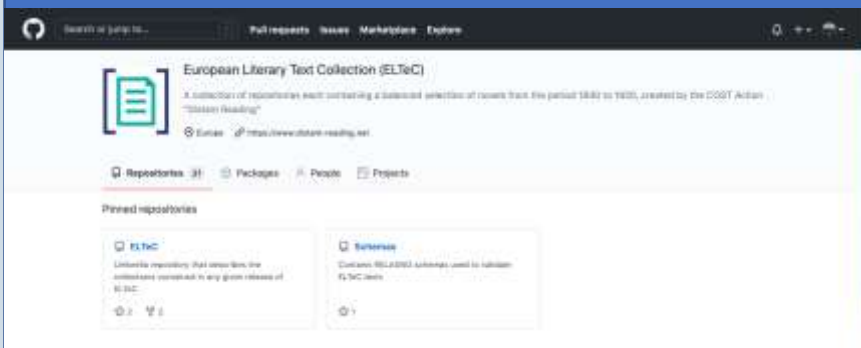 Search or jump to...
Pull requests Issues Marketplace Explore
European Literary Text Collection (ELTeC)
A collection of repositories each containing a balanced selection of novels from the period to 1920, created by the COST Action
"Distant Reading"
Europe https://www.distant-reading.net
Repositories Packages People Projects
Pinned repositories
ELTeC
Umbrella repository that describes the
collections contained in any given release of
ELTeC
2
Schemas
Contains RELAXNG schemas used to validate
ELTeC texts